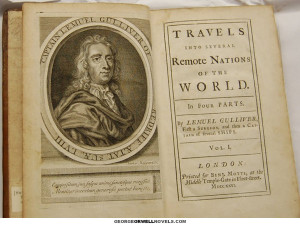 CAPTAIN LEMUEL GULLIVER OF
REDRIFF ÆTAT. SUÆ LVIII.
TRAVELS
INTO SEVERAL
Remote Nations
OF THE
WORLD.
In Four Parts.
By LEMUEL GULLIVER,
First a Surgeon, and then a Cap-
tain of several SHIPS.
Vol. I.
LONDON.
Printed for Benj. Motte, at the
Middle Temple-Gate in Fleet-street.
MDCCXXVI.
GEORGEORWELLNOVELS.COM